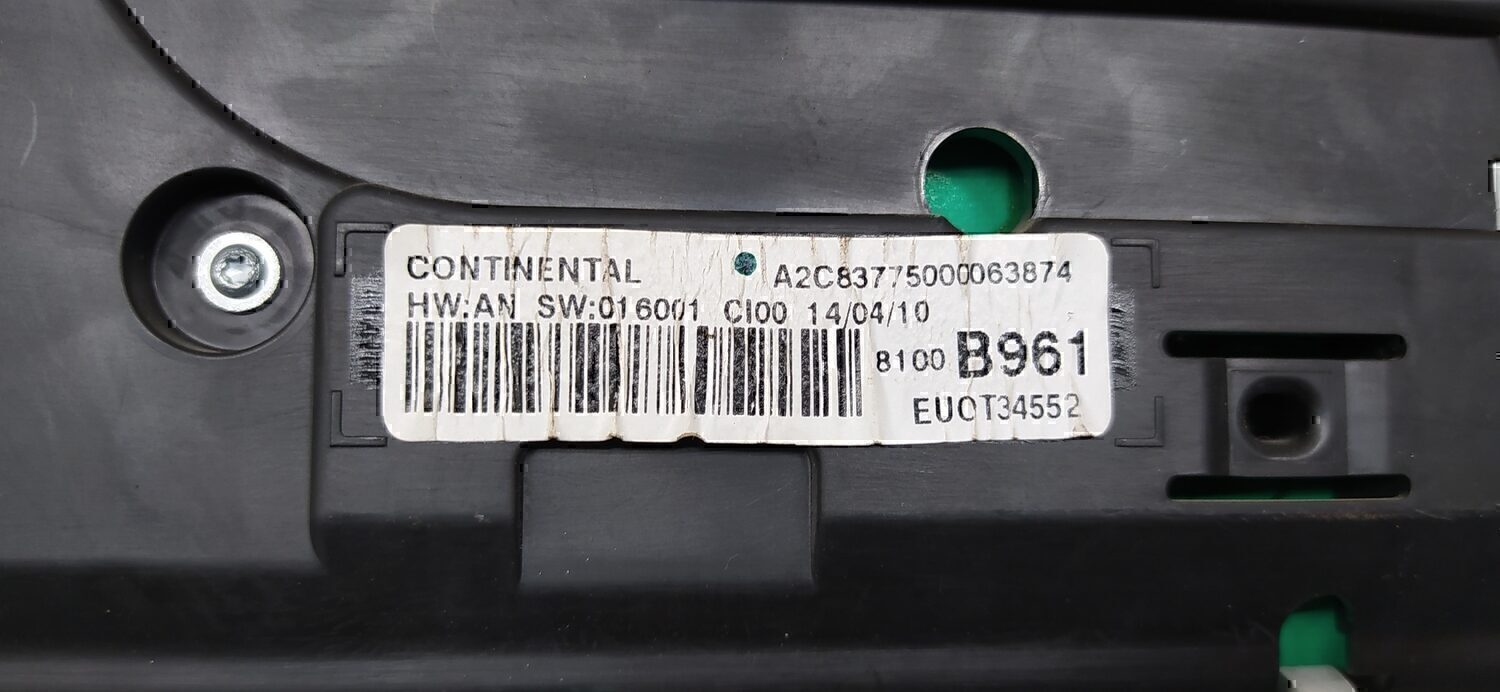 CONTINENTAL A2C83775000063874
HW:AN SW:016001 CI00 14/04/10
8100 B961
EUOT34552